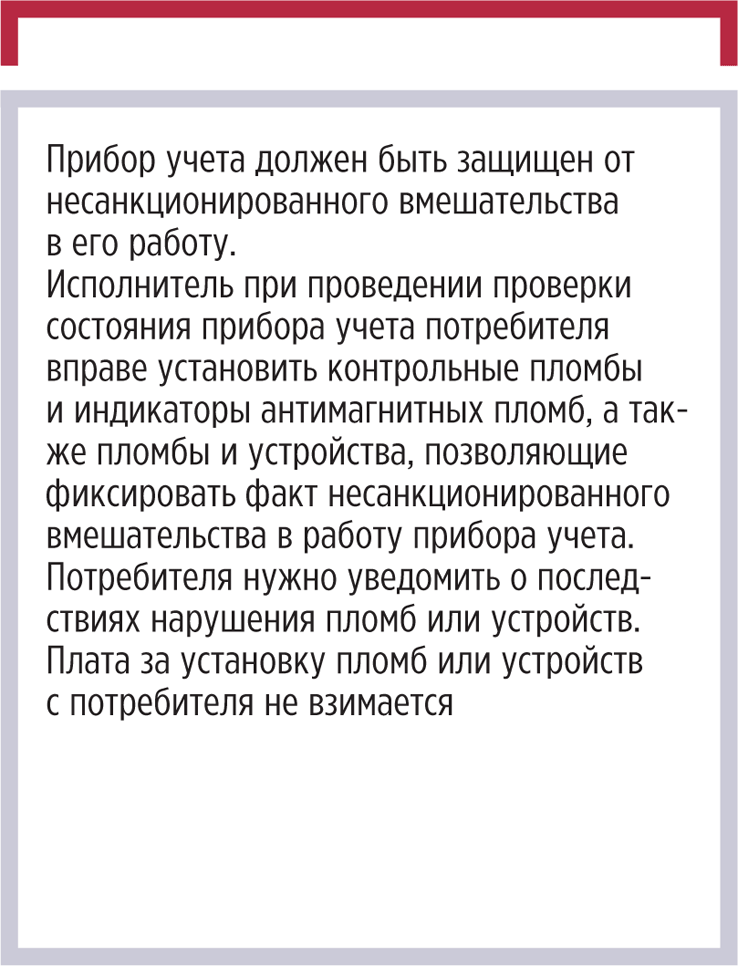 Прибор учета должен быть защищен от
несанкционированного вмешательства
в его работу.
Исполнитель при проведении проверки
состояния прибора учета потребителя
вправе установить контрольные пломбы
и индикаторы антимагнитных пломб, а так-
же пломбы и устройства, позволяющие
фиксировать факт несанкционированного
вмешательства в работу прибора учета.
Потребителя нужно уведомить о послед-
ствиях нарушения пломб или устройств.
Плата за установку пломб или устройств
с потребителя не взимается